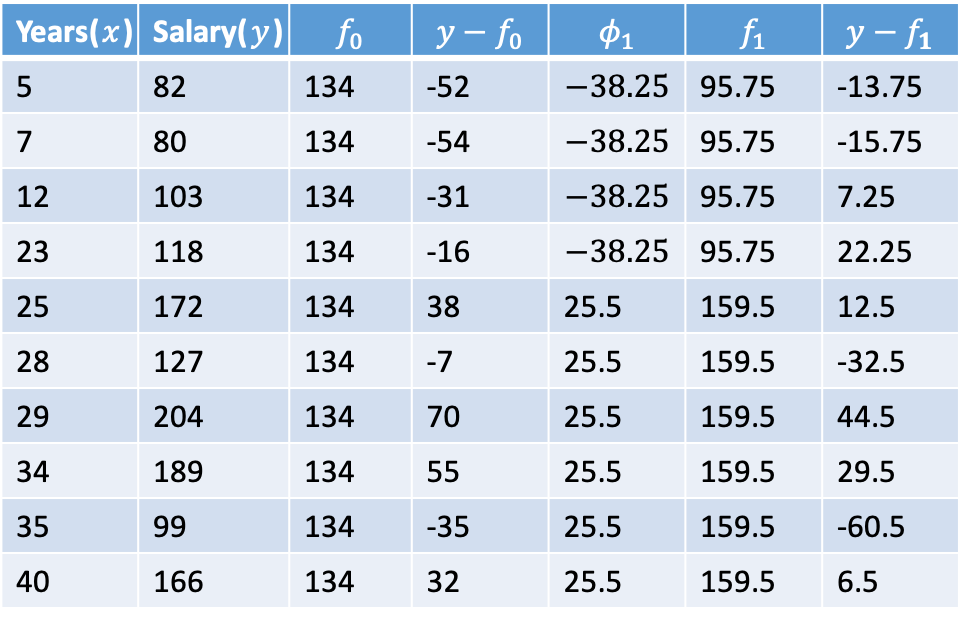 Years(𝑥) Salary(𝑦) 𝑓₀ 𝑦 − 𝑓₀ 𝜙₁ 𝑓₁ 𝑦 − 𝑓₁
5 82 134 -52 −38.25 95.75 -13.75
7 80 134 -54 −38.25 95.75 -15.75
12 103 134 -31 −38.25 95.75 7.25
23 118 134 -16 −38.25 95.75 22.25
25 172 134 38 25.5 159.5 12.5
28 127 134 -7 25.5 159.5 -32.5
29 204 134 70 25.5 159.5 44.5
34 189 134 55 25.5 159.5 29.5
35 99 134 -35 25.5 159.5 -60.5
40 166 134 32 25.5 159.5 6.5